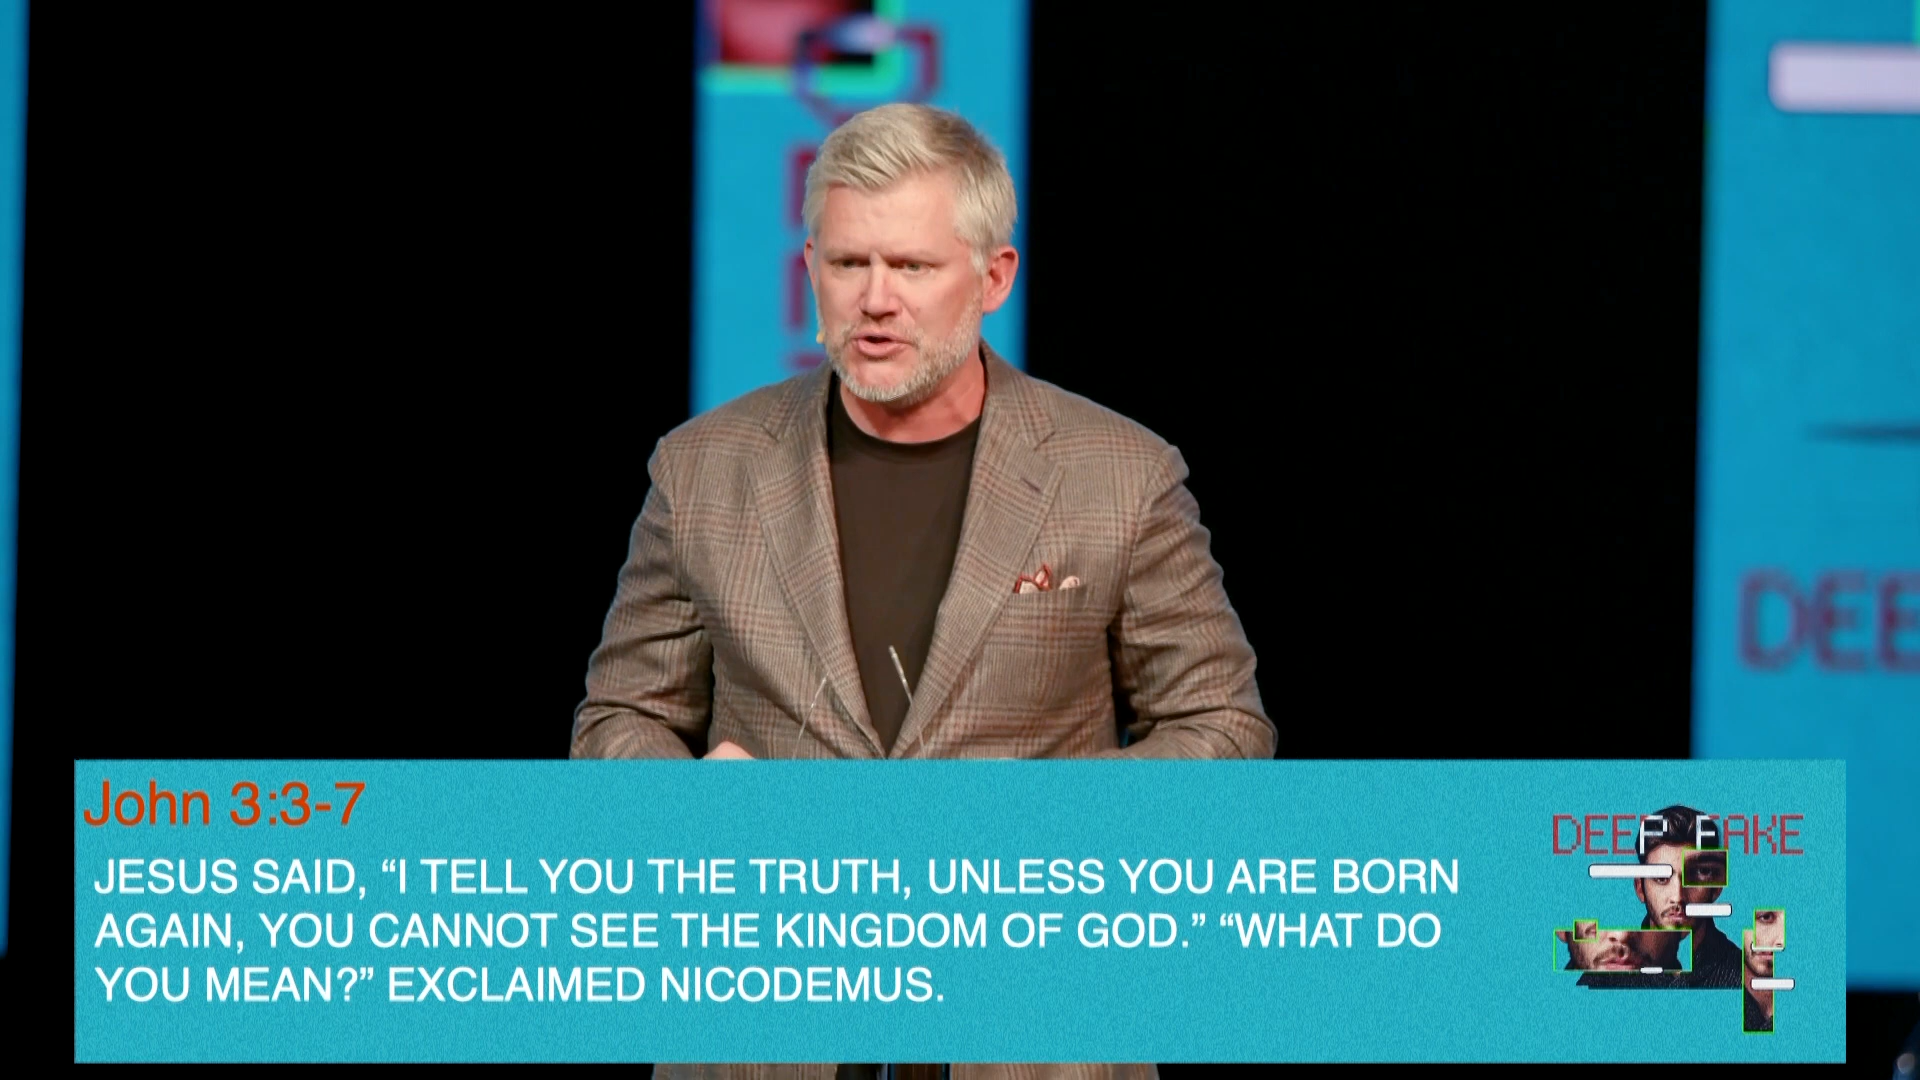 DEE
John 3:3-7
DEEP FAKE
JESUS SAID, “I TELL YOU THE TRUTH, UNLESS YOU ARE BORN
AGAIN, YOU CANNOT SEE THE KINGDOM OF GOD.” “WHAT DO
YOU MEAN?” EXCLAIMED NICODEMUS.